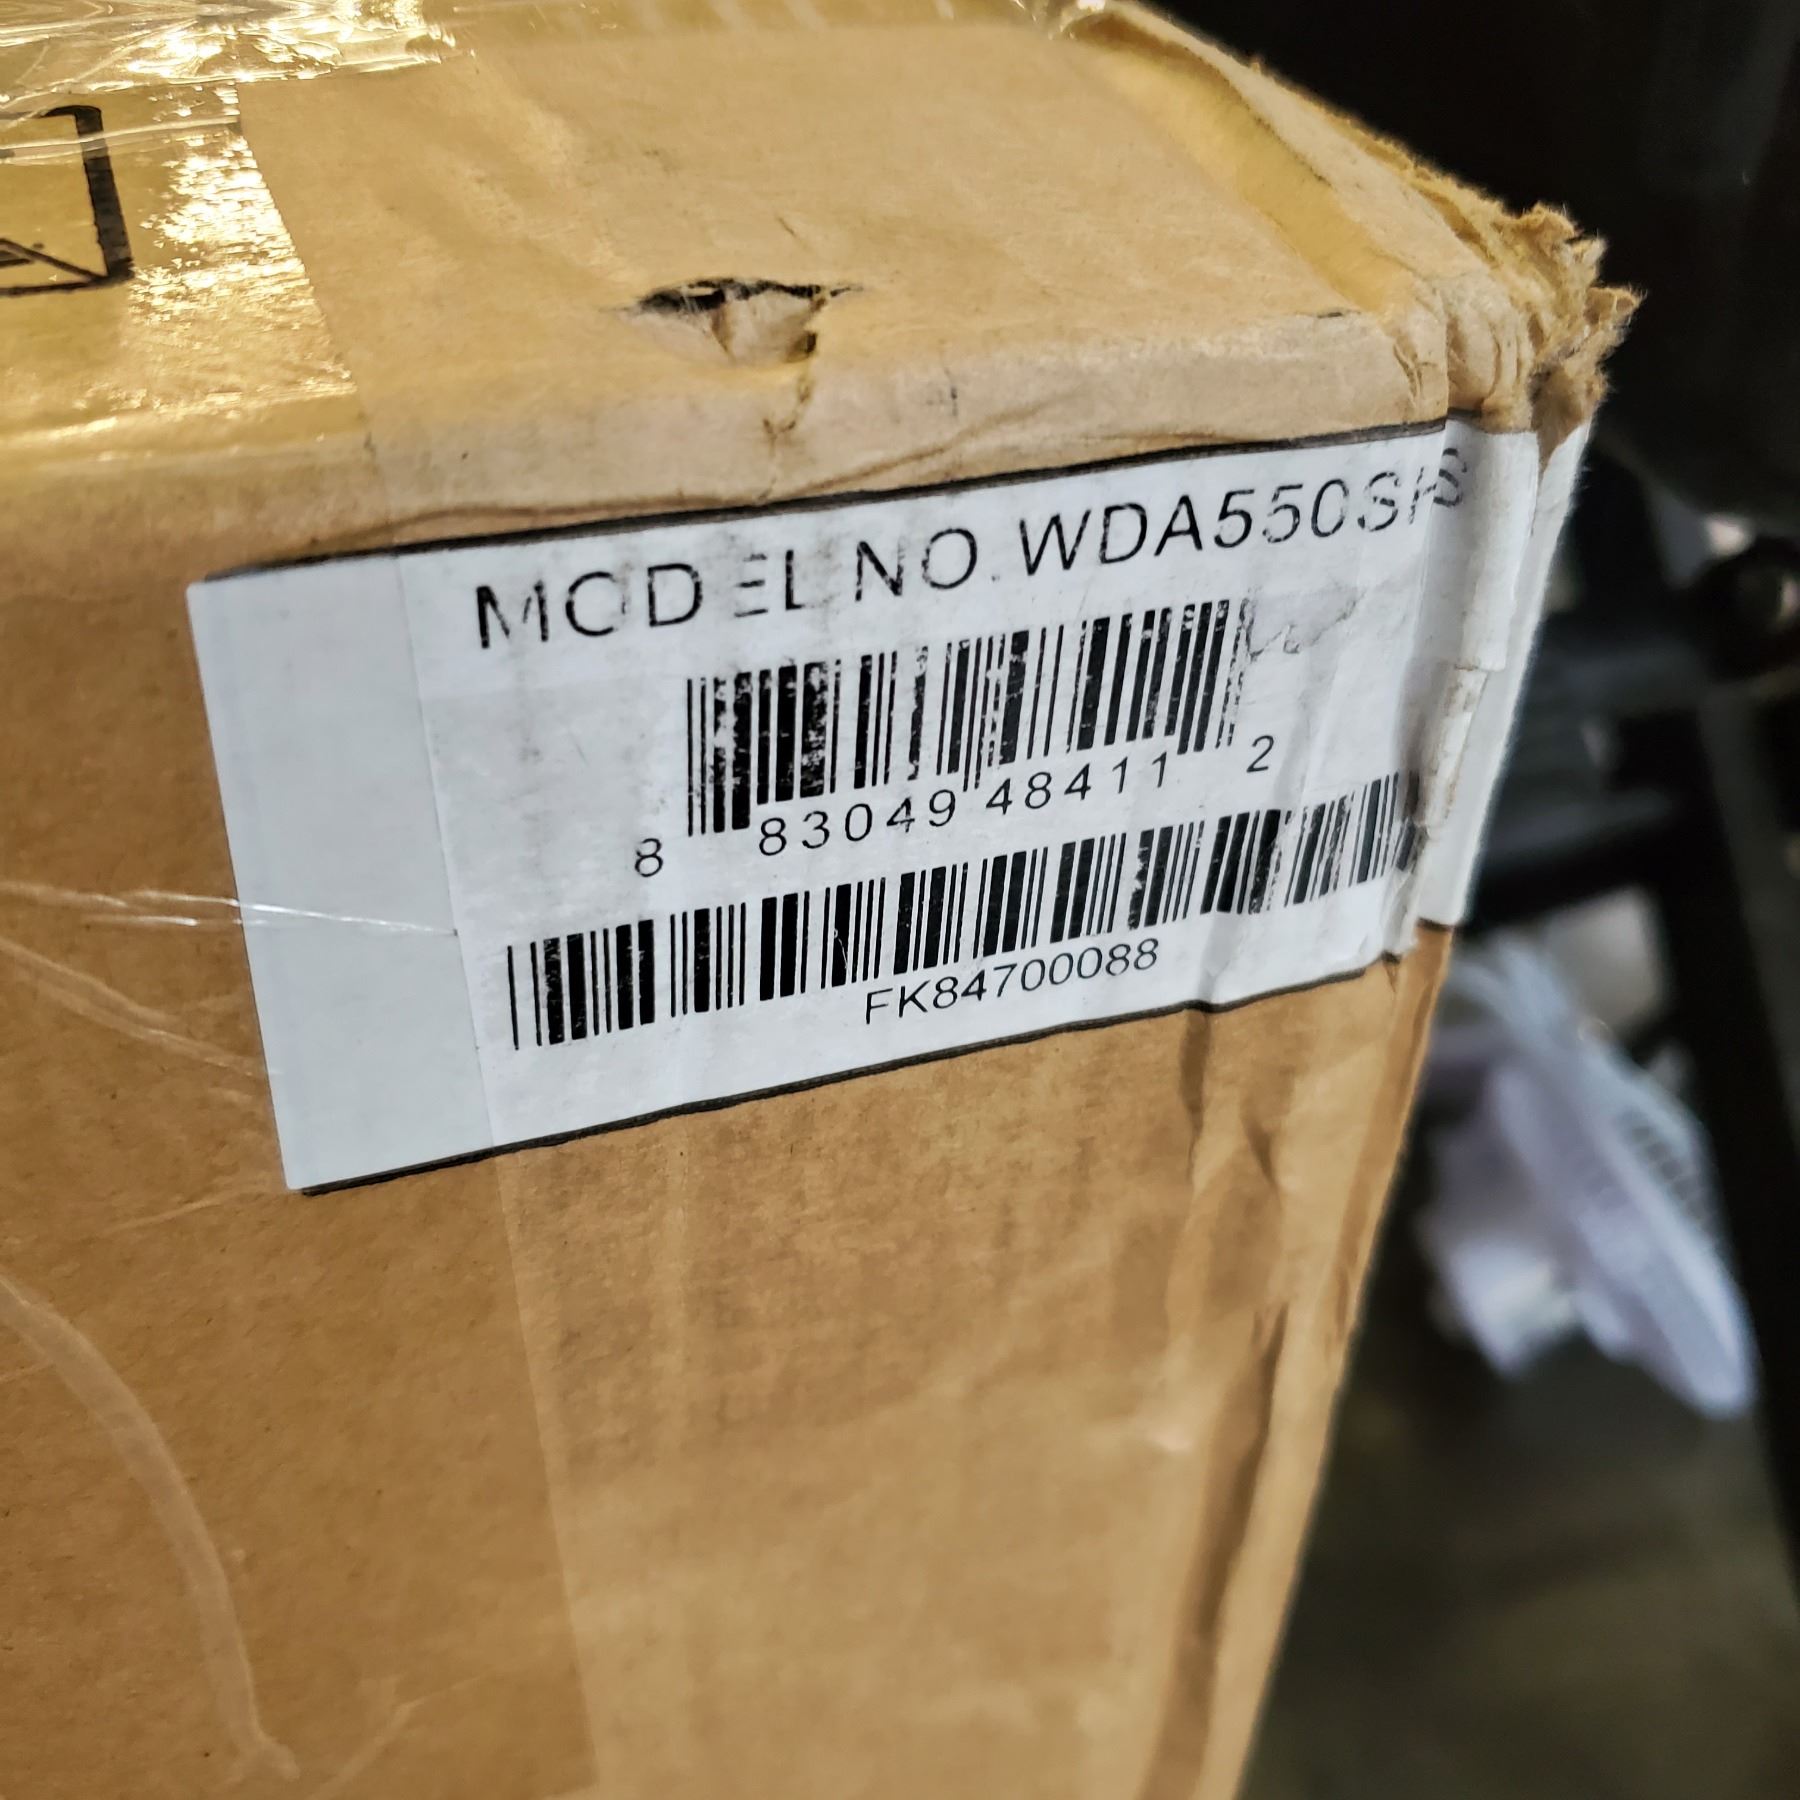 MODEL NO. WDA550SHS
8 83049 48411 2
FK84700088